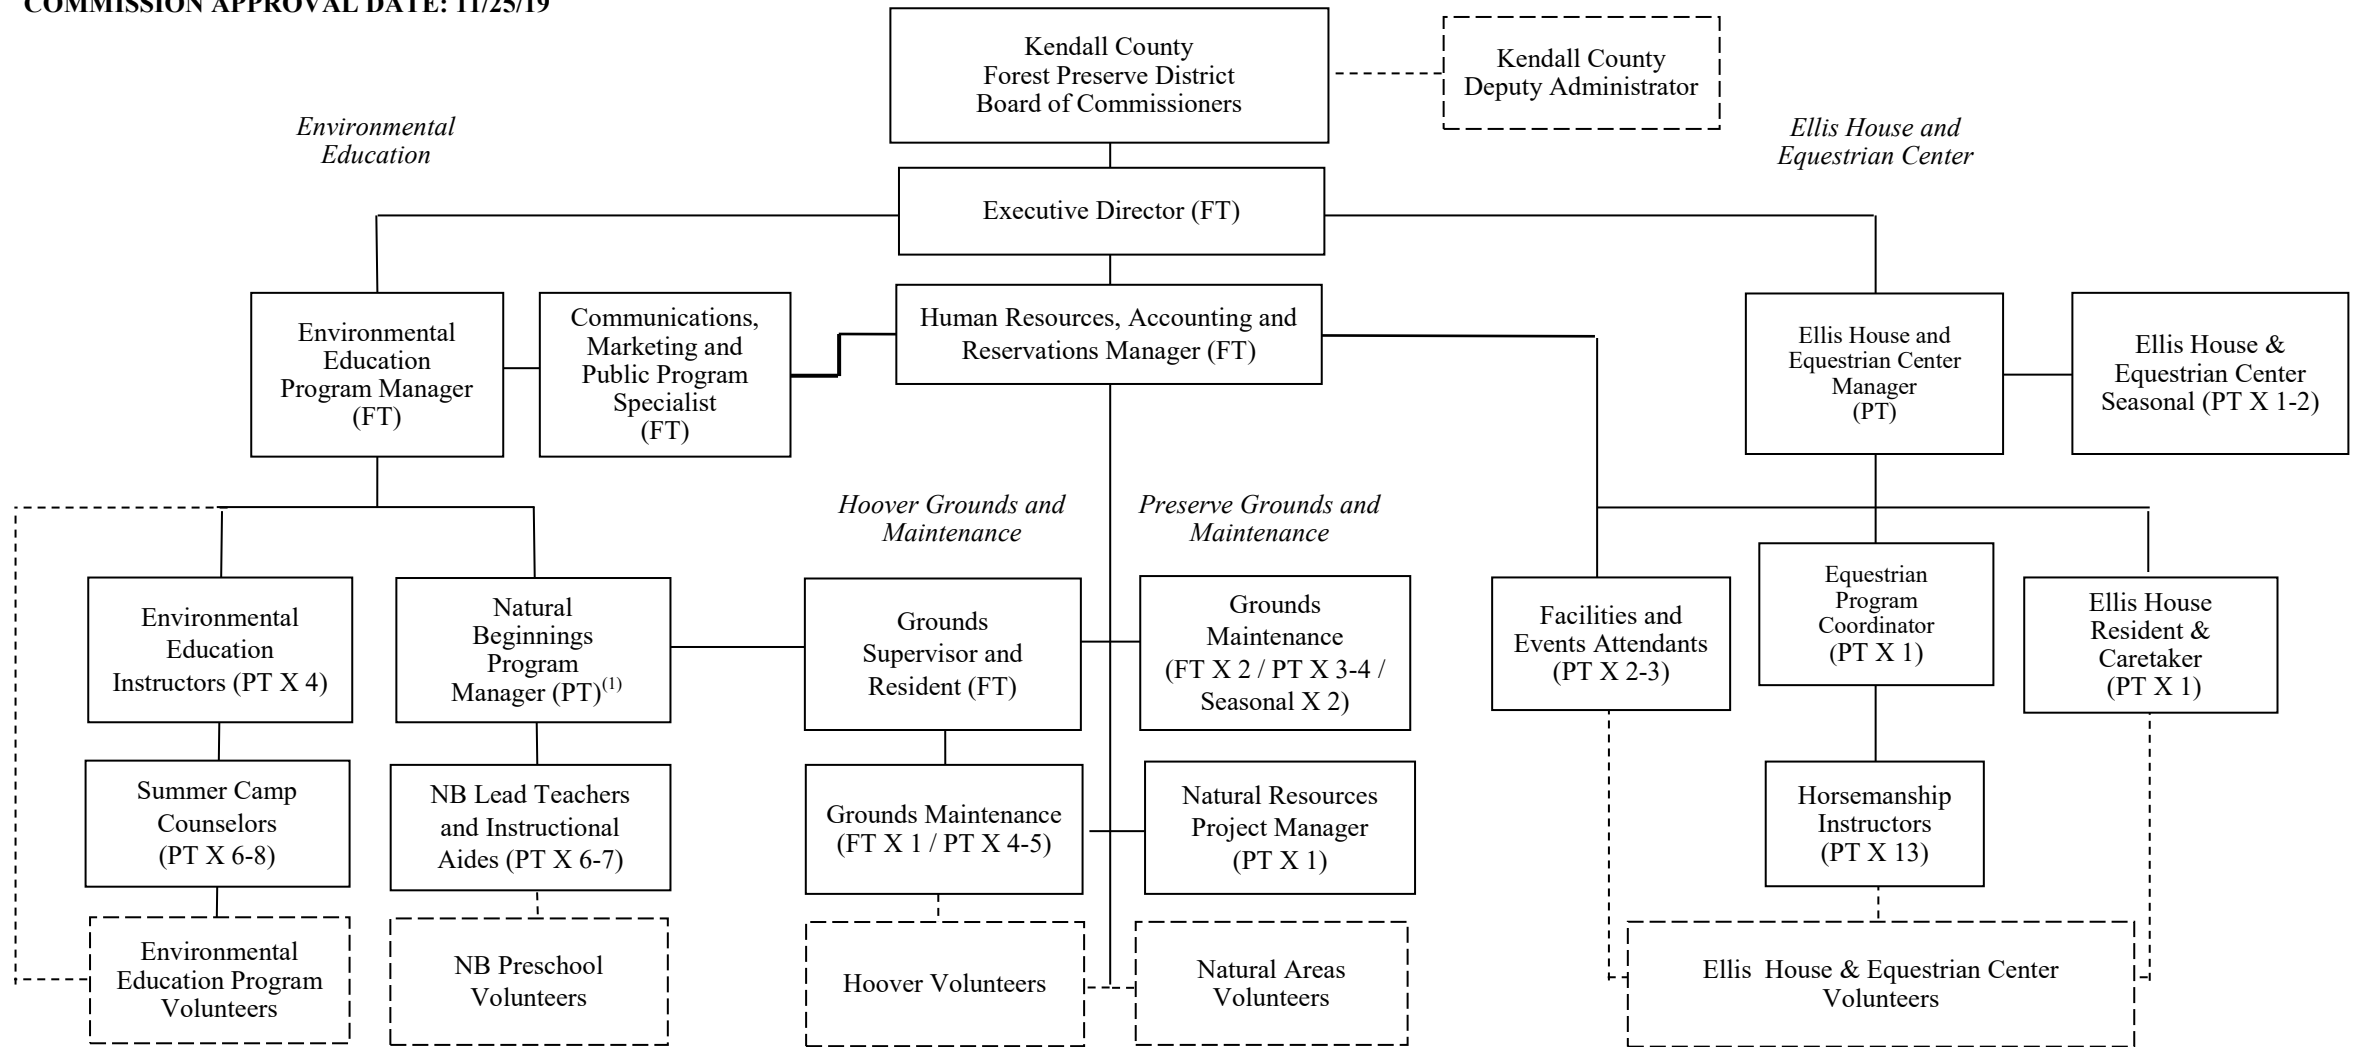 COMMISSION APPROVAL DATE: 11/25/19
Kendall County
Forest Preserve District
Board of Commissioners
Kendall County
Deputy Administrator
Environmental
Education
Ellis House and
Equestrian Center
Executive Director (FT)
Environmental
Education
Program Manager
(FT)
Communications,
Marketing and
Public Program
Specialist
(FT)
Human Resources, Accounting and
Reservations Manager (FT)
Ellis House and
Equestrian Center
Manager
(PT)
Ellis House &
Equestrian Center
Seasonal (PT X 1-2)
Hoover Grounds and
Maintenance
Preserve Grounds and
Maintenance
Environmental
Education
Instructors (PT X 4)
Natural
Beginnings
Program
Manager (PT)(1)
Grounds
Supervisor and
Resident (FT)
Grounds
Maintenance
(FT X 2 / PT X 3-4 /
Seasonal X 2)
Facilities and
Events Attendants
(PT X 2-3)
Equestrian
Program
Coordinator
(PT X 1)
Ellis House
Resident &
Caretaker
(PT X 1)
Summer Camp
Counselors
(PT X 6-8)
NB Lead Teachers
and Instructional
Aides (PT X 6-7)
Grounds Maintenance
(FT X 1 / PT X 4-5)
Natural Resources
Project Manager
(PT X 1)
Horsemanship
Instructors
(PT X 13)
Environmental
Education Program
Volunteers
NB Preschool
Volunteers
Hoover Volunteers
Natural Areas
Volunteers
Ellis House & Equestrian Center
Volunteers